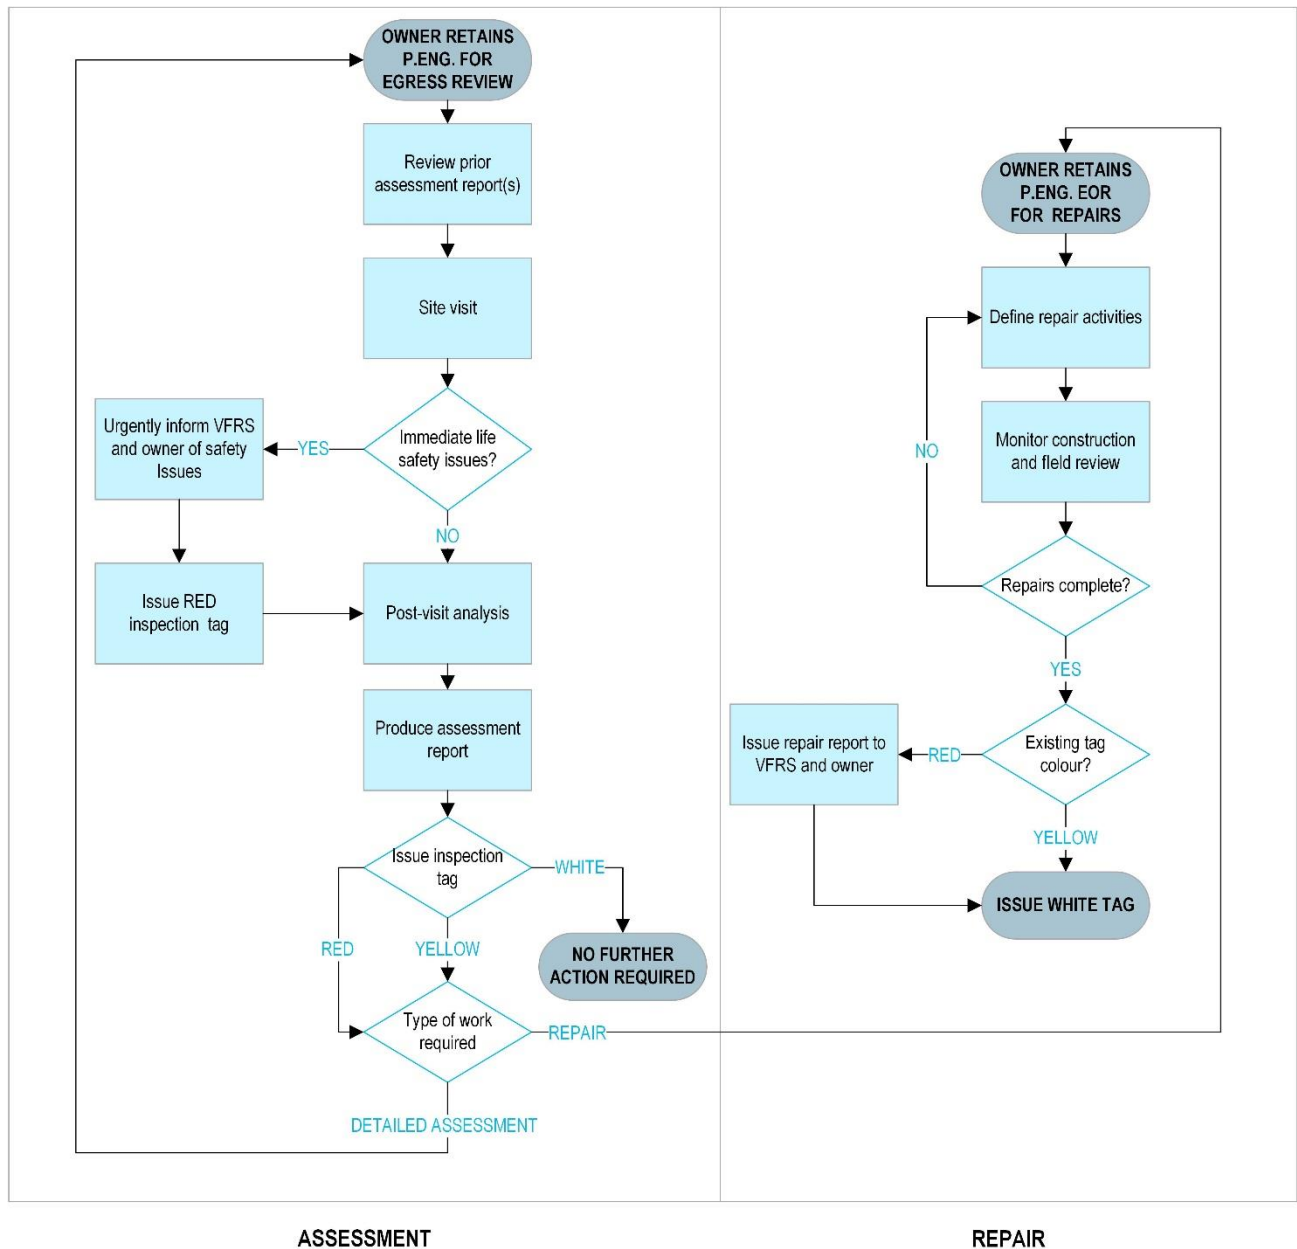 OWNER RETAINS
P.ENG. FOR
EGRESS REVIEW
Review prior
assessment report(s)
Site visit
Immediate life
safety issues?
YES
Urgently inform VFRS
and owner of safety
Issues
Issue RED
inspection tag
NO
Post-visit analysis
Produce assessment
report
Issue inspection
tag
WHITE
NO FURTHER
ACTION REQUIRED
RED
YELLOW
Type of work
required
REPAIR
DETAILED ASSESSMENT
ASSESSMENT
OWNER RETAINS
P.ENG. EOR
FOR REPAIRS
Define repair activities
Monitor construction
and field review
NO
Repairs complete?
YES
Existing tag
colour?
RED
Issue repair report to
VFRS and owner
YELLOW
ISSUE WHITE TAG
REPAIR